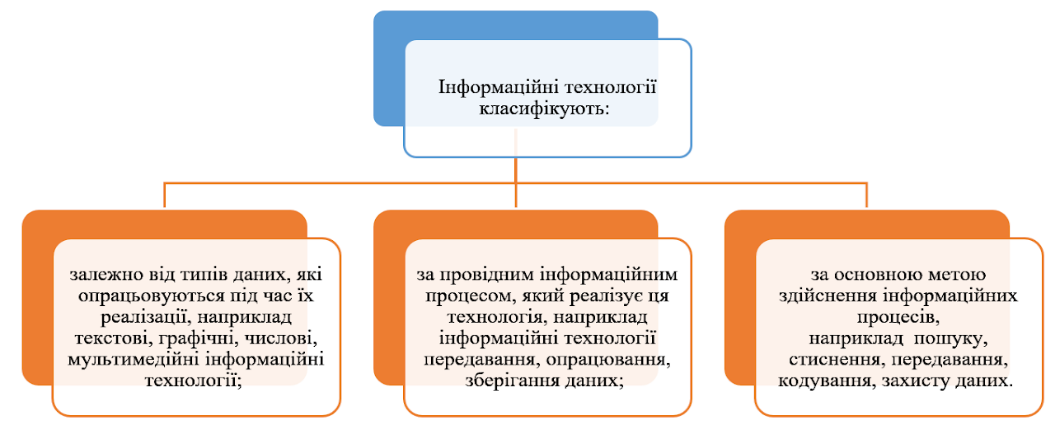 Інформаційні технології
класифікують:
залежно від типів даних, які
опрацьовуються під час їх
реалізації, наприклад
текстові, графічні, числові,
мультимедійні інформаційні
технології;
за провідним інформаційним
процесом, який реалізує ця
технологія, наприклад
інформаційні технології
передавання, опрацювання,
зберігання даних;
за основною метою
здійснення інформаційних
процесів,
наприклад пошуку,
стиснення, передавання,
кодування, захисту даних.